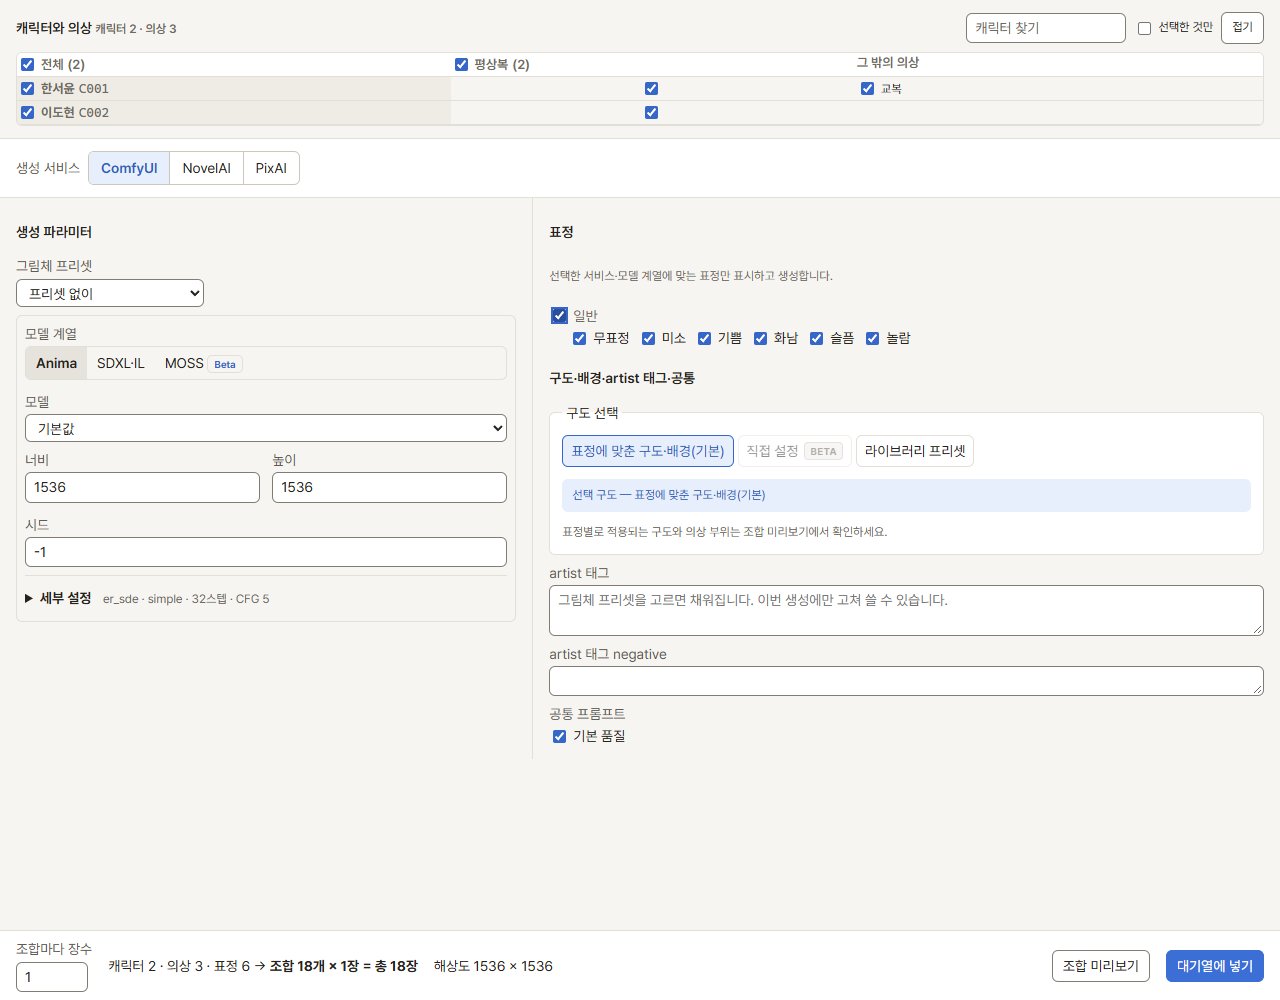 캐릭터와 의상 캐릭터 2 · 의상 3
캐릭터 찾기
선택한 것만
접기
전체 (2)
평상복 (2)
그 밖의 의상
한서윤 C001
교복
이도현 C002
생성 서비스
ComfyUI
NovelAI
PixAI
생성 파라미터
그림체 프리셋
프리셋 없이
모델 계열
Anima
SDXL·IL
MOSS Beta
모델
기본값
너비
높이
1536
1536
시드
-1
▶ 세부 설정 er_sde · simple · 32스텝 · CFG 5
표정
선택한 서비스·모델 계열에 맞는 표정만 표시하고 생성합니다.
일반
무표정 미소 기쁨 화남 슬픔 놀람
구도·배경·artist 태그·공통
구도 선택
표정에 맞춘 구도·배경(기본)
직접 설정 BETA
라이브러리 프리셋
선택 구도 — 표정에 맞춘 구도·배경(기본)
표정별로 적용되는 구도와 의상 부위는 조합 미리보기에서 확인하세요.
artist 태그
그림체 프리셋을 고르면 채워집니다. 이번 생성에만 고쳐 쓸 수 있습니다.
artist 태그 negative
공통 프롬프트
기본 품질
조합마다 장수
1
캐릭터 2 · 의상 3 · 표정 6 → 조합 18개 × 1장 = 총 18장 해상도 1536 × 1536
조합 미리보기
대기열에 넣기